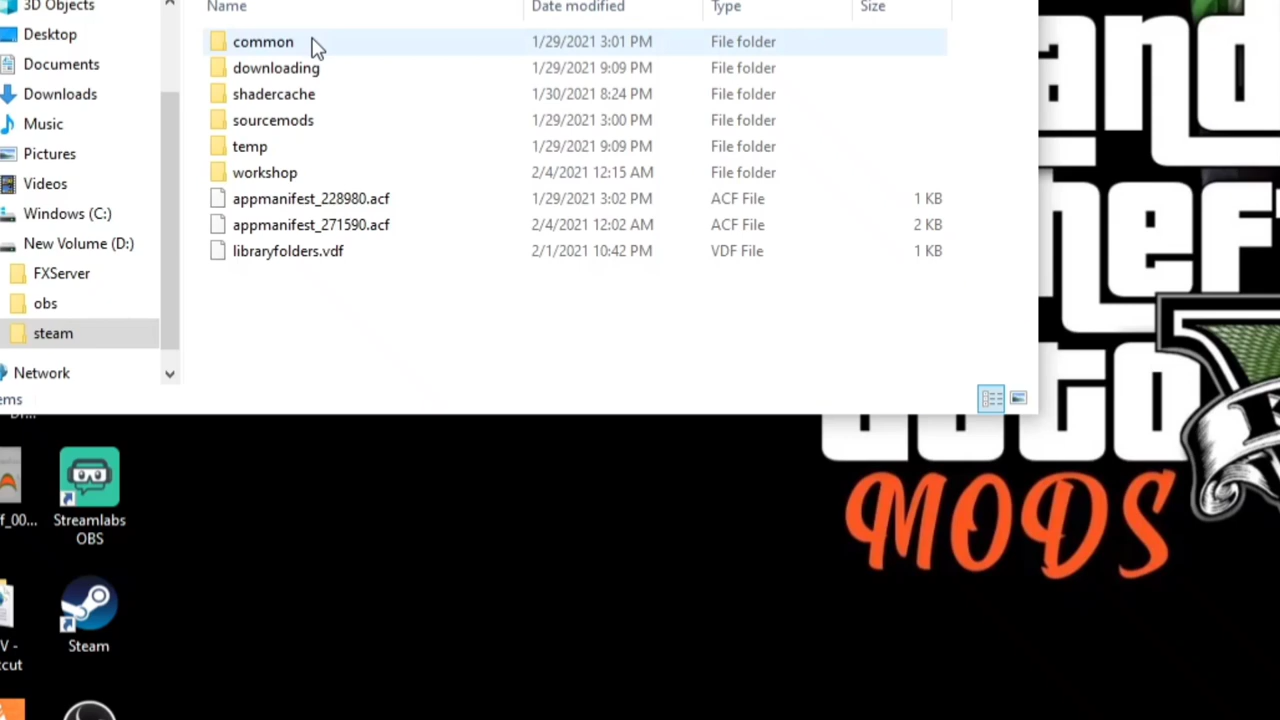 Name Date modified Type Size
3D Objects
Desktop
Documents
Downloads
Music
Pictures
Videos
Windows (C:)
New Volume (D:)
FXServer
obs
steam
Network
common 1/29/2021 3:01 PM File folder
downloading 1/29/2021 9:09 PM File folder
shadercache 1/30/2021 8:24 PM File folder
sourcemods 1/29/2021 3:00 PM File folder
temp 1/29/2021 9:09 PM File folder
workshop 2/4/2021 12:15 AM File folder
appmanifest_228980.acf 1/29/2021 3:02 PM ACF File 1 KB
appmanifest_271590.acf 2/4/2021 12:02 AM ACF File 2 KB
libraryfolders.vdf 2/1/2021 10:42 PM VDF File 1 KB
ems
f_00...
Streamlabs
OBS
V -
cut
Steam
and
hef
auto
MODS